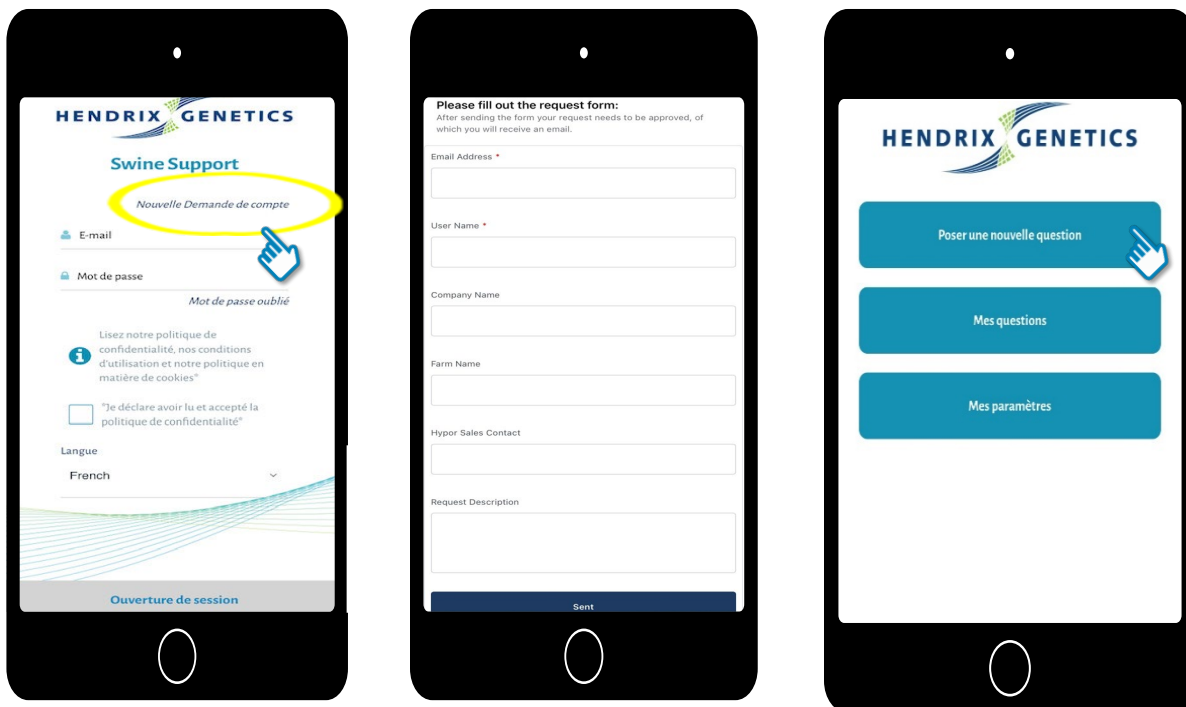 HENDRIX GENETICS
Swine Support
Nouvelle Demande de compte
E-mail
Mot de passe
Mot de passe oublié
Lisez notre politique de
confidentialité, nos conditions
d'utilisation et notre politique en
matière de cookies"
"Je déclare avoir lu et accepté la
politique de confidentialité"
Langue
French
Ouverture de session
Please fill out the request form:
After sending the form your request needs to be approved, of
which you will receive an email.
Email Address *
User Name *
Company Name
Farm Name
Hypor Sales Contact
Request Description
Sent
HENDRIX GENETICS
Poser une nouvelle question
Mes questions
Mes paramètres